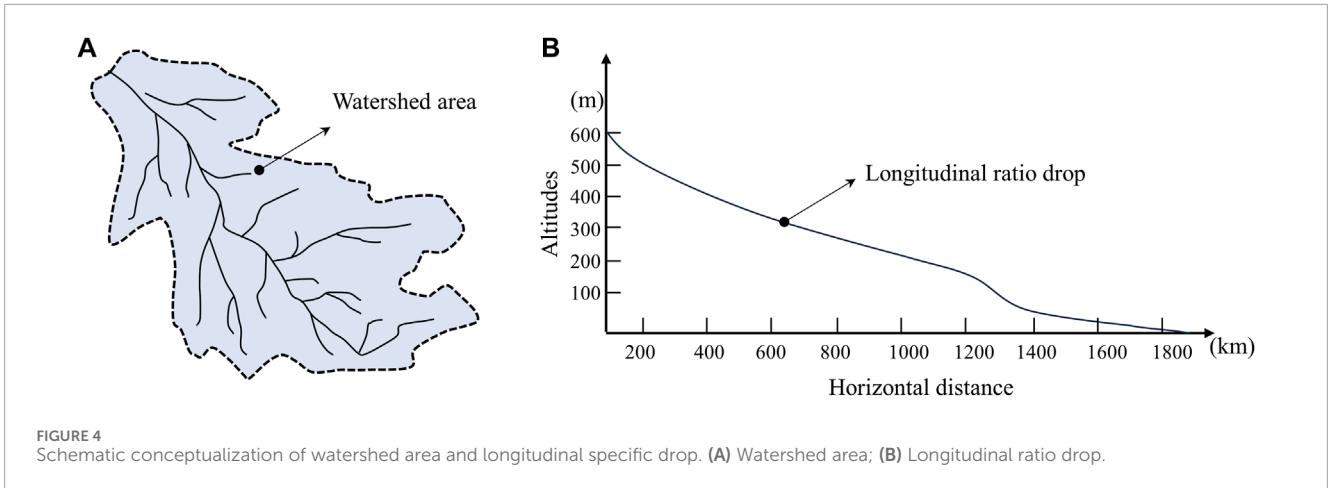 A
Watershed area
B
(m)
600
500
400
300
200
100
Altitudes
Longitudinal ratio drop
200 400 600 800 1000 1200 1400 1600 1800 (km)
Horizontal distance
FIGURE 4
Schematic conceptualization of watershed area and longitudinal specific drop. (A) Watershed area; (B) Longitudinal ratio drop.